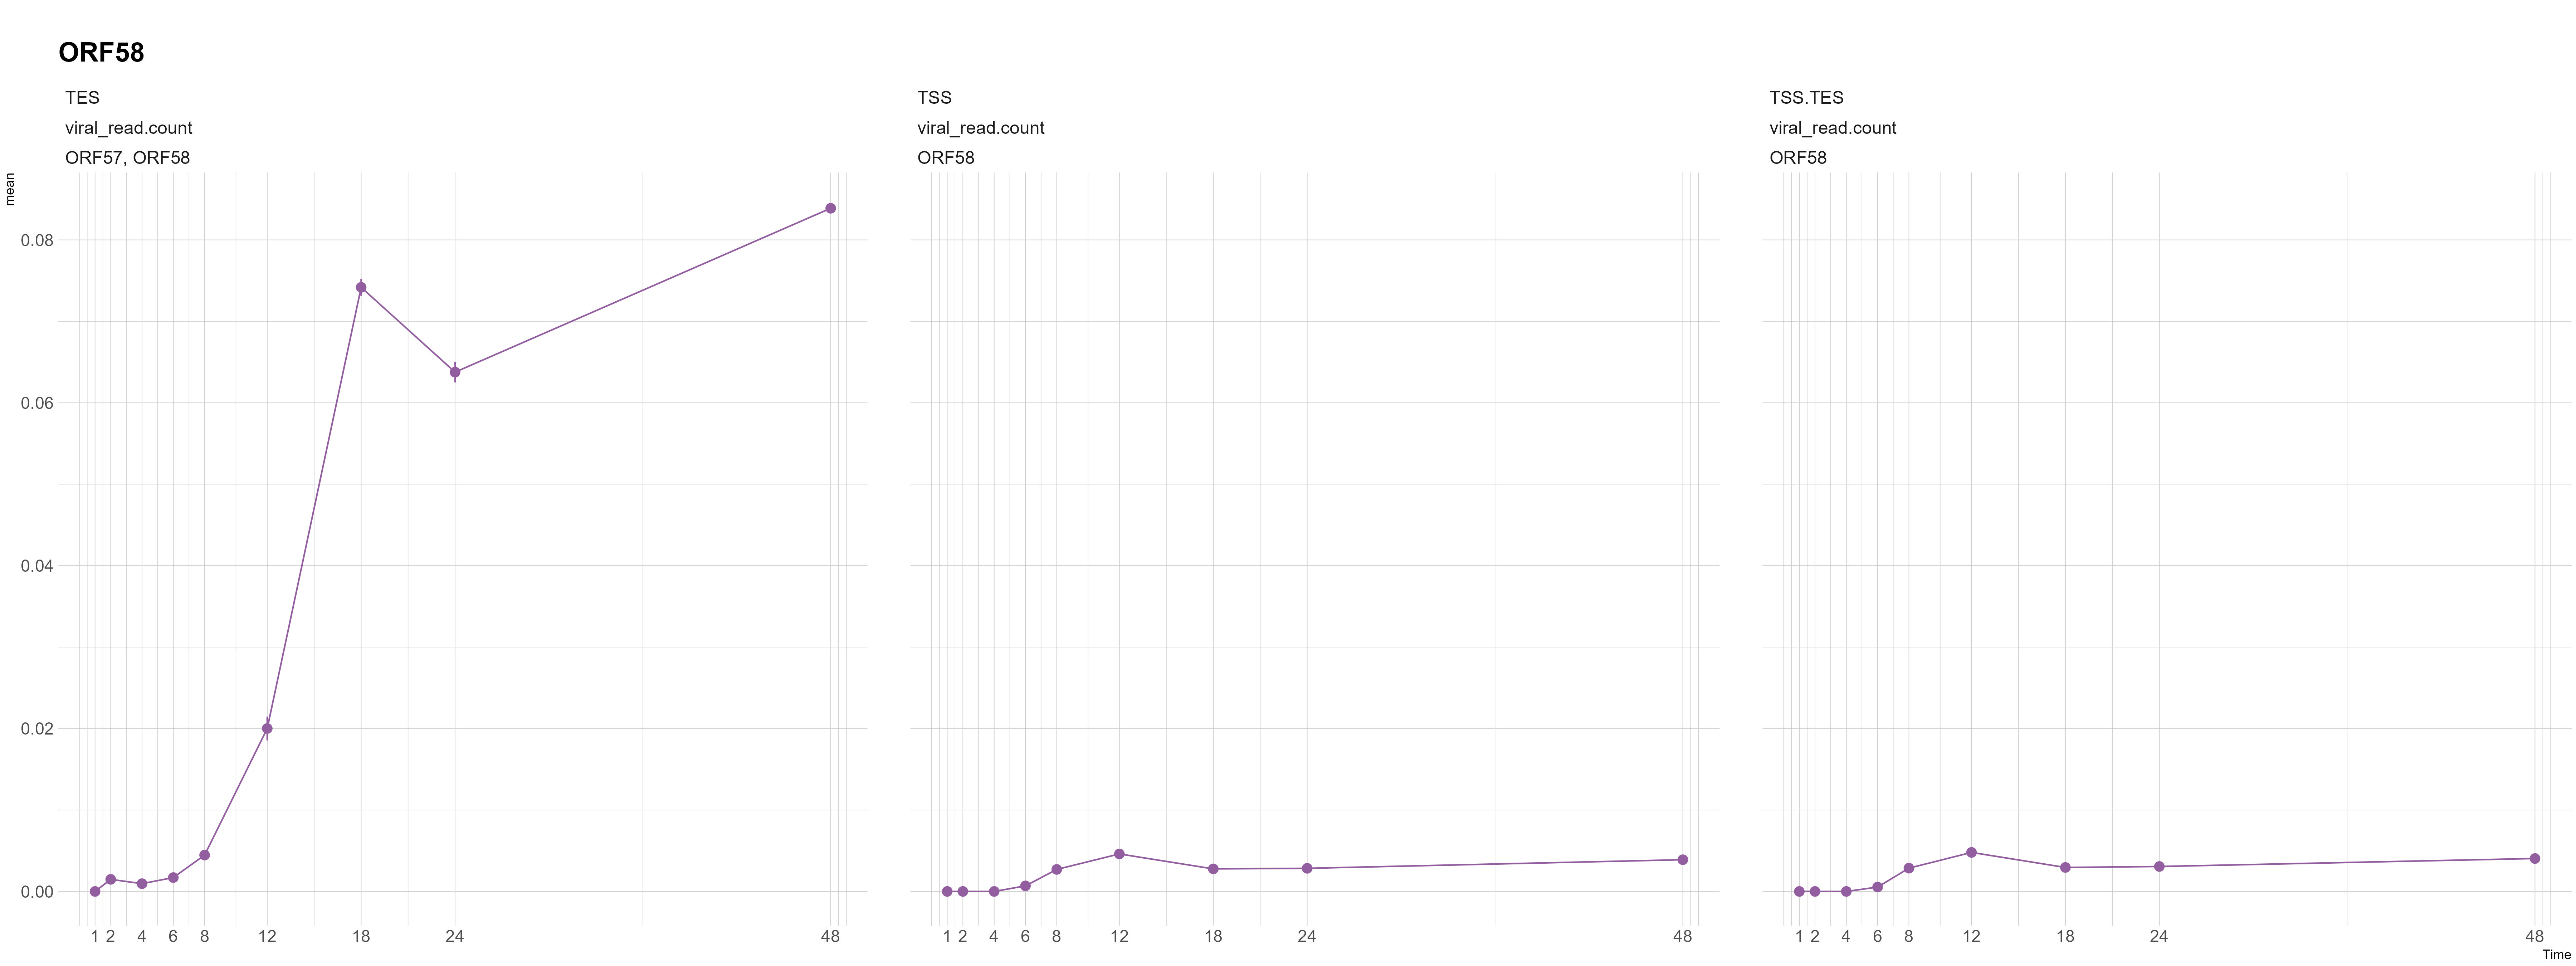 ORF58
TES
viral_read.count
ORF57, ORF58
TSS
viral_read.count
ORF58
TSS.TES
viral_read.count
ORF58
mean
0.08
0.06
0.04
0.02
0.00
1 2 4 6 8 12 18 24 48
1 2 4 6 8 12 18 24 48
1 2 4 6 8 12 18 24 48
Time